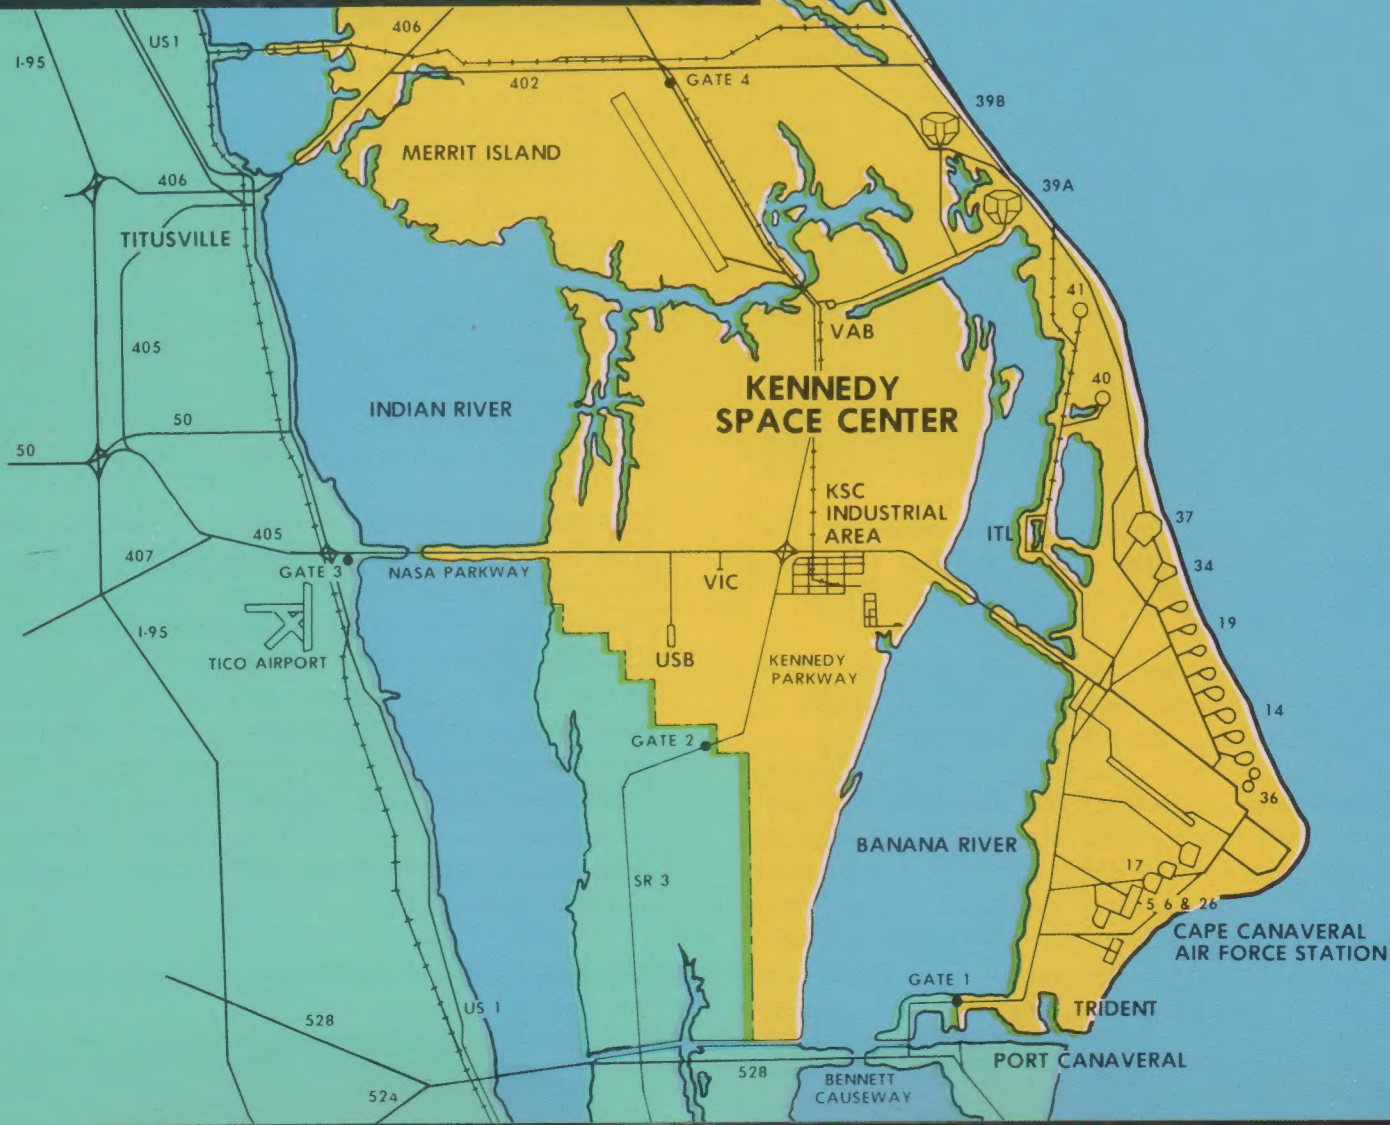 406
US1
I-95
402
GATE 4
39B
MERRIT ISLAND
406
39A
TITUSVILLE
41
VAB
405
40
KENNEDY
SPACE CENTER
INDIAN RIVER
50
50
KSC
INDUSTRIAL
AREA
37
ITL
405
407
GATE 3
NASA PARKWAY
VIC
34
19
I-95
TICO AIRPORT
USB
KENNEDY
PARKWAY
14
GATE 2
36
BANANA RIVER
17
SR 3
5 6 & 26
CAPE CANAVERAL
AIR FORCE STATION
GATE 1
US 1
TRIDENT
528
PORT CANAVERAL
528
BENNETT
CAUSEWAY
524